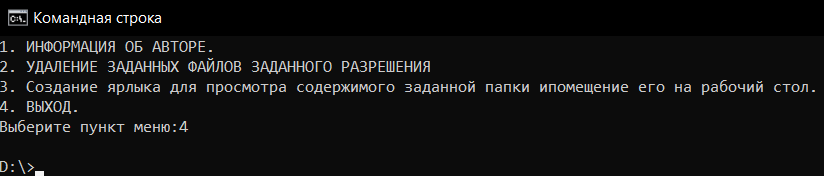 Командная строка
1. ИНФОРМАЦИЯ ОБ АВТОРЕ.
2. УДАЛЕНИЕ ЗАДАННЫХ ФАЙЛОВ ЗАДАННОГО РАЗРЕШЕНИЯ
3. Создание ярлыка для просмотра содержимого заданной папки ипомещение его на рабочий стол.
4. ВЫХОД.
Выберите пункт меню:4
D:\>